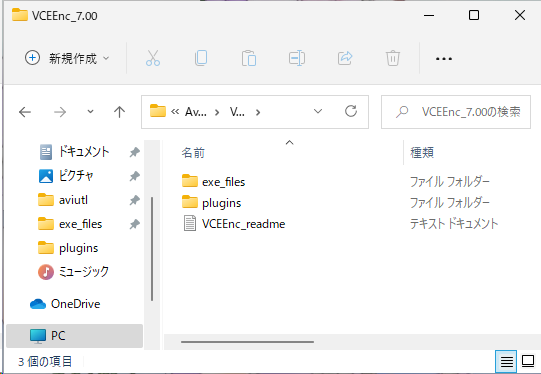 VCEEnc_7.00
新規作成
« Av... V...
VCEEnc_7.00の検索
ドキュメント
ピクチャ
aviutl
exe_files
plugins
ミュージック
OneDrive
PC
名前 種類
exe_files ファイル フォルダー
plugins ファイル フォルダー
VCEEnc_readme テキスト ドキュメント
3 個の項目